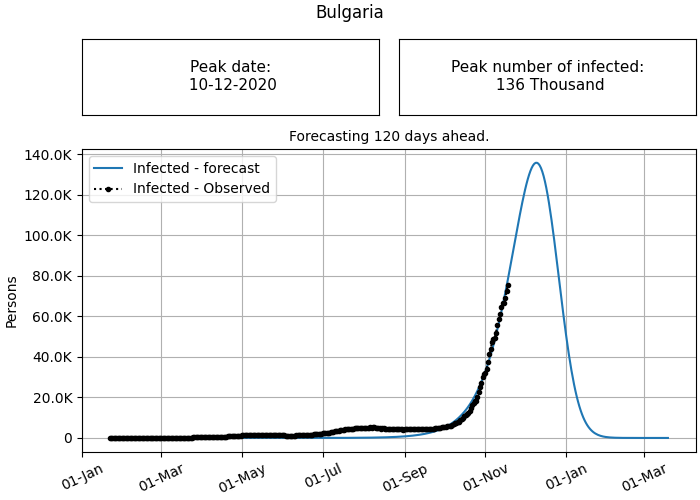 Bulgaria
Peak date:
10-12-2020
Peak number of infected:
136 Thousand
Forecasting 120 days ahead.
140.0K
120.0K
100.0K
80.0K
60.0K
40.0K
20.0K
0
Persons
Infected - forecast
Infected - Observed
01-Jan
01-Mar
01-May
01-Jul
01-Sep
01-Nov
01-Jan
01-Mar